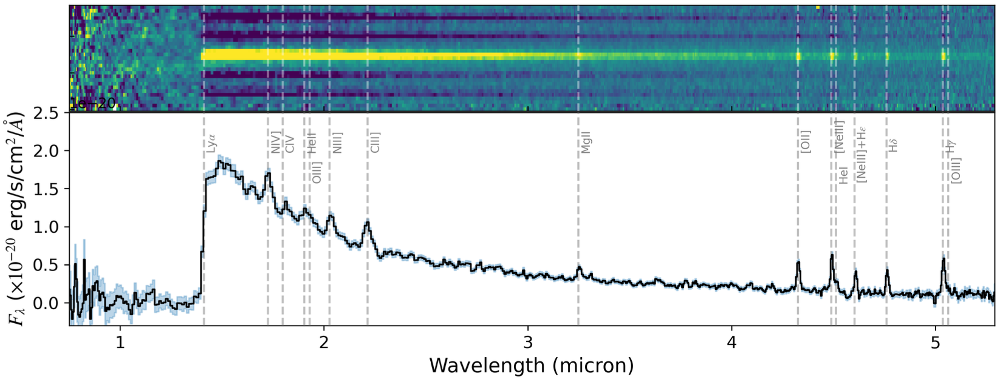 1e−20
2.5
2.0
1.5
1.0
0.5
0.0
Fλ (×10⁻²⁰ erg/s/cm²/Å)
Lyα
NIV]
CIV
HeII
OIII]
NIII]
CIII]
MgII
[OII]
[NeIII]
HeI
[NeIII]+Hε
Hδ
Hγ
[OIII]
1 2 3 4 5
Wavelength (micron)